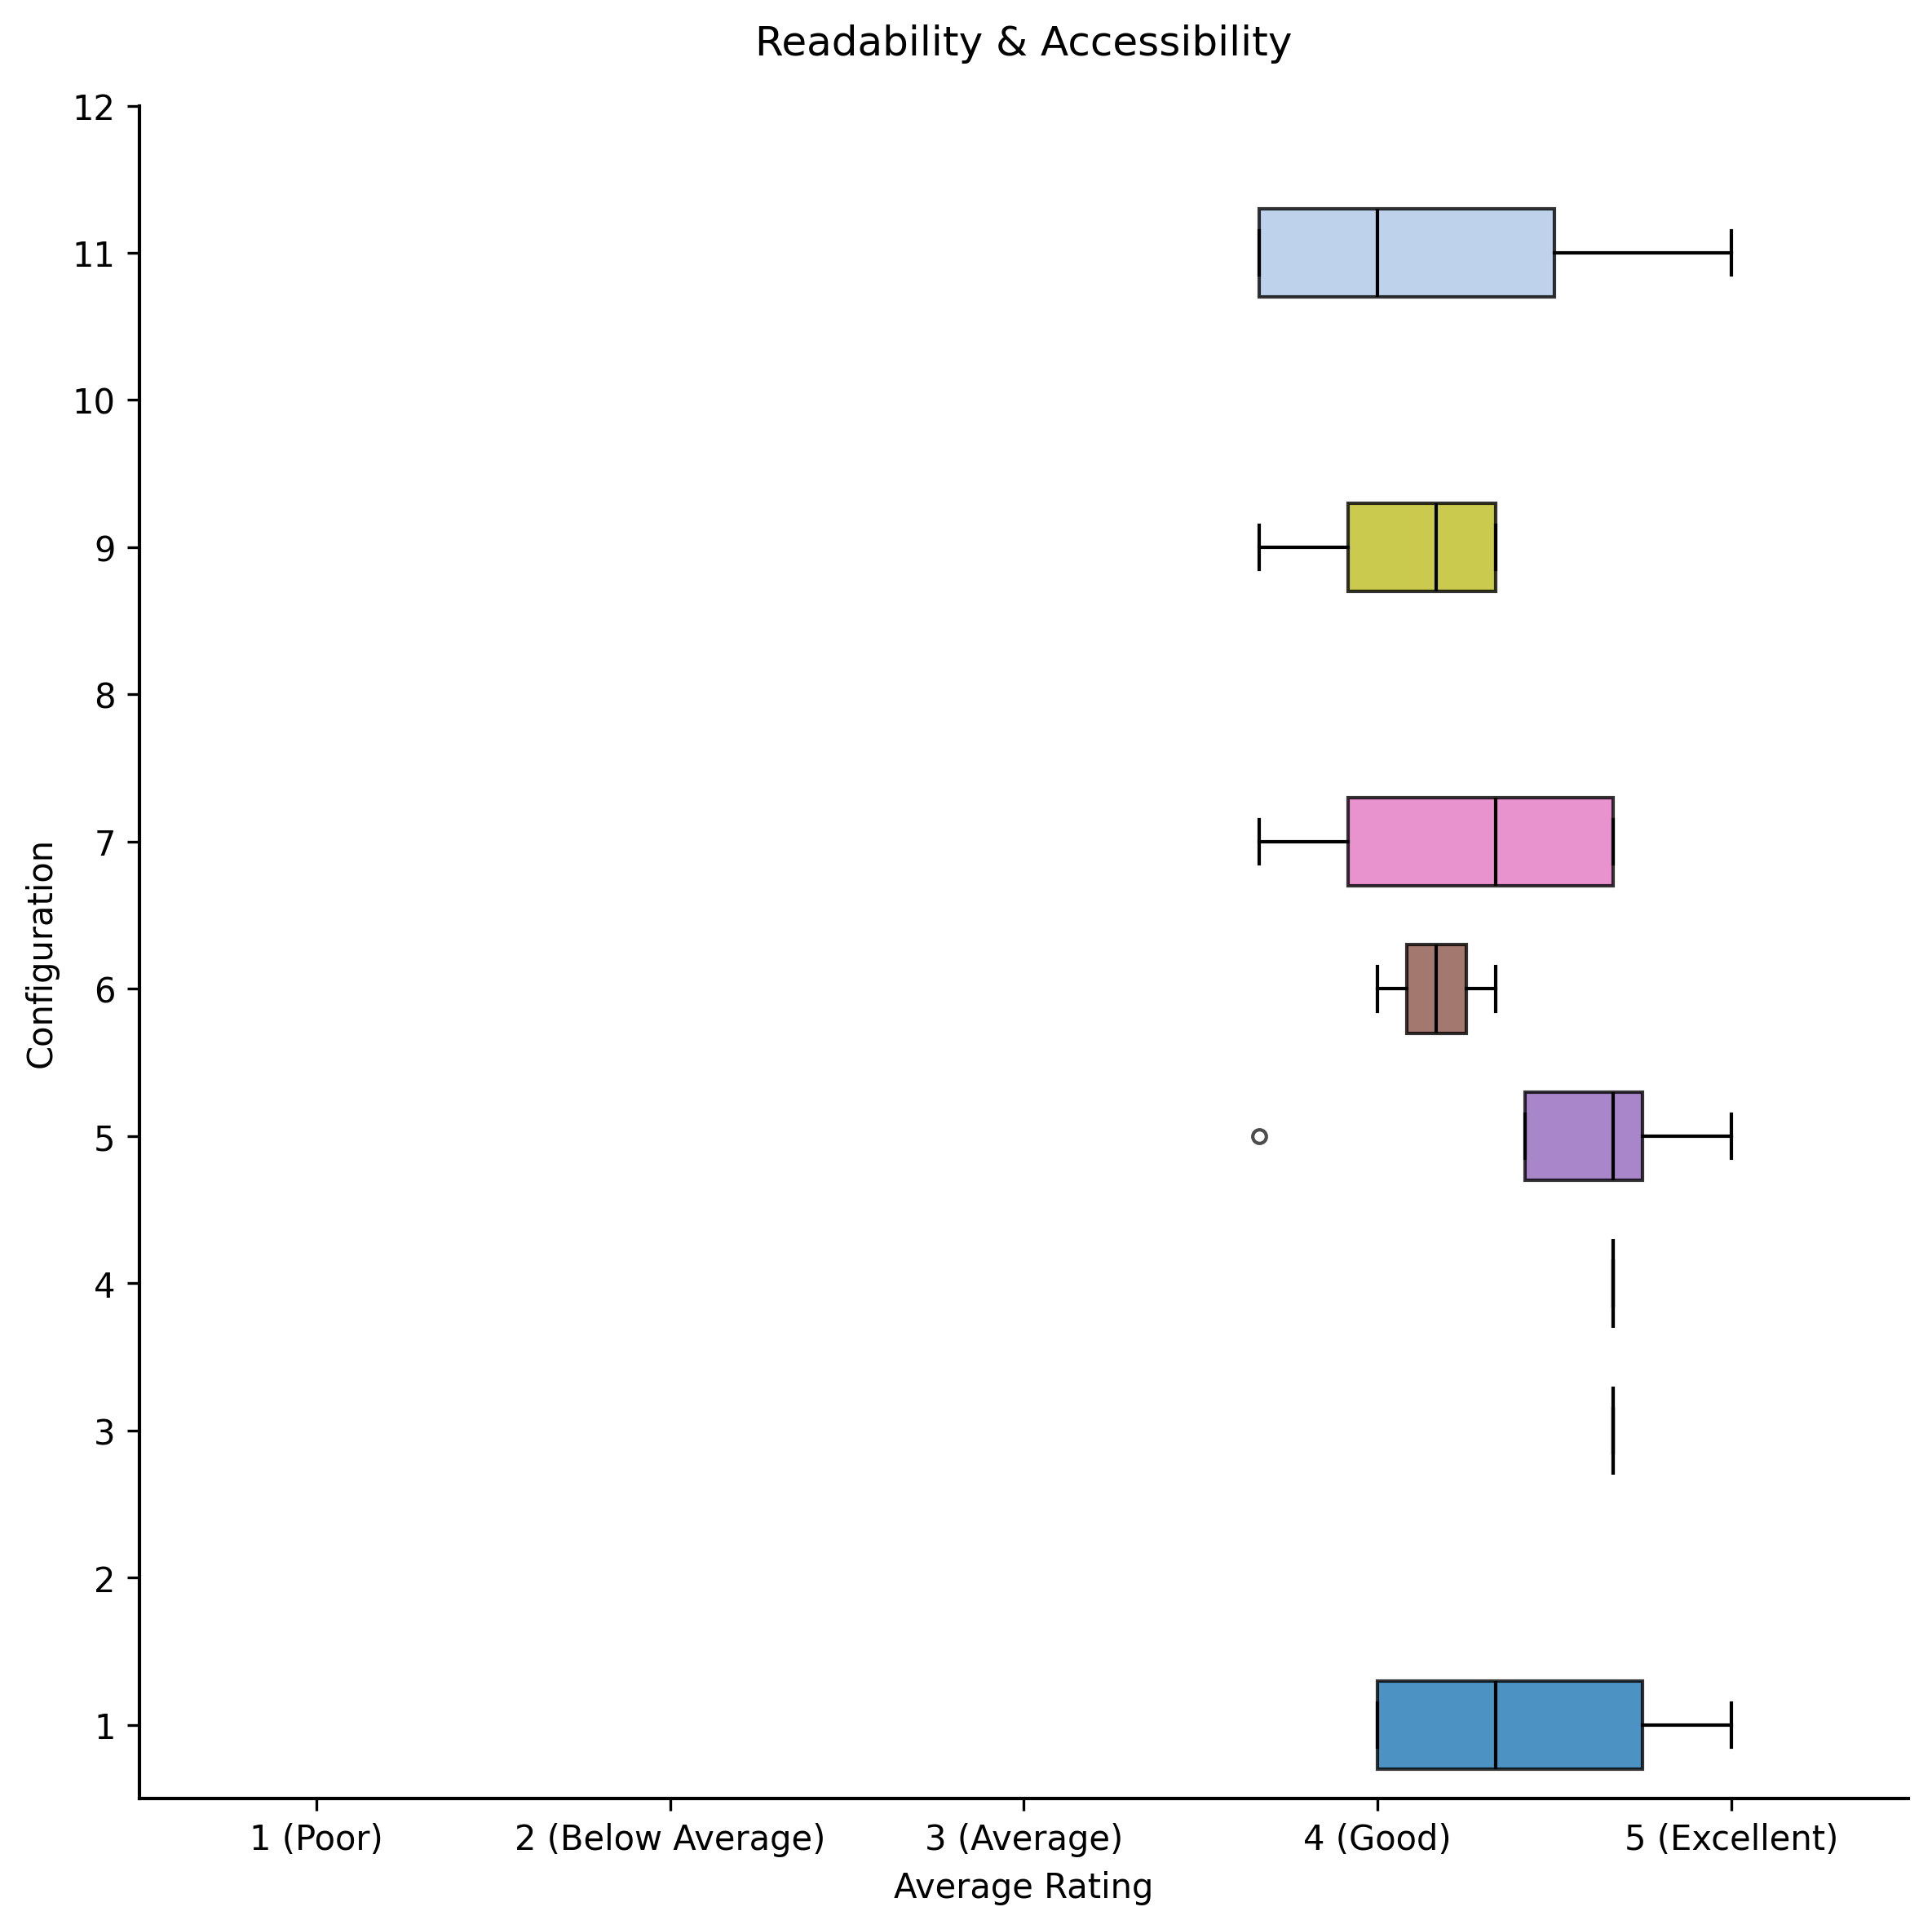 Readability & Accessibility
12
11
10
9
8
7
6
5
4
3
2
1
Configuration
1 (Poor)
2 (Below Average)
3 (Average)
4 (Good)
5 (Excellent)
Average Rating